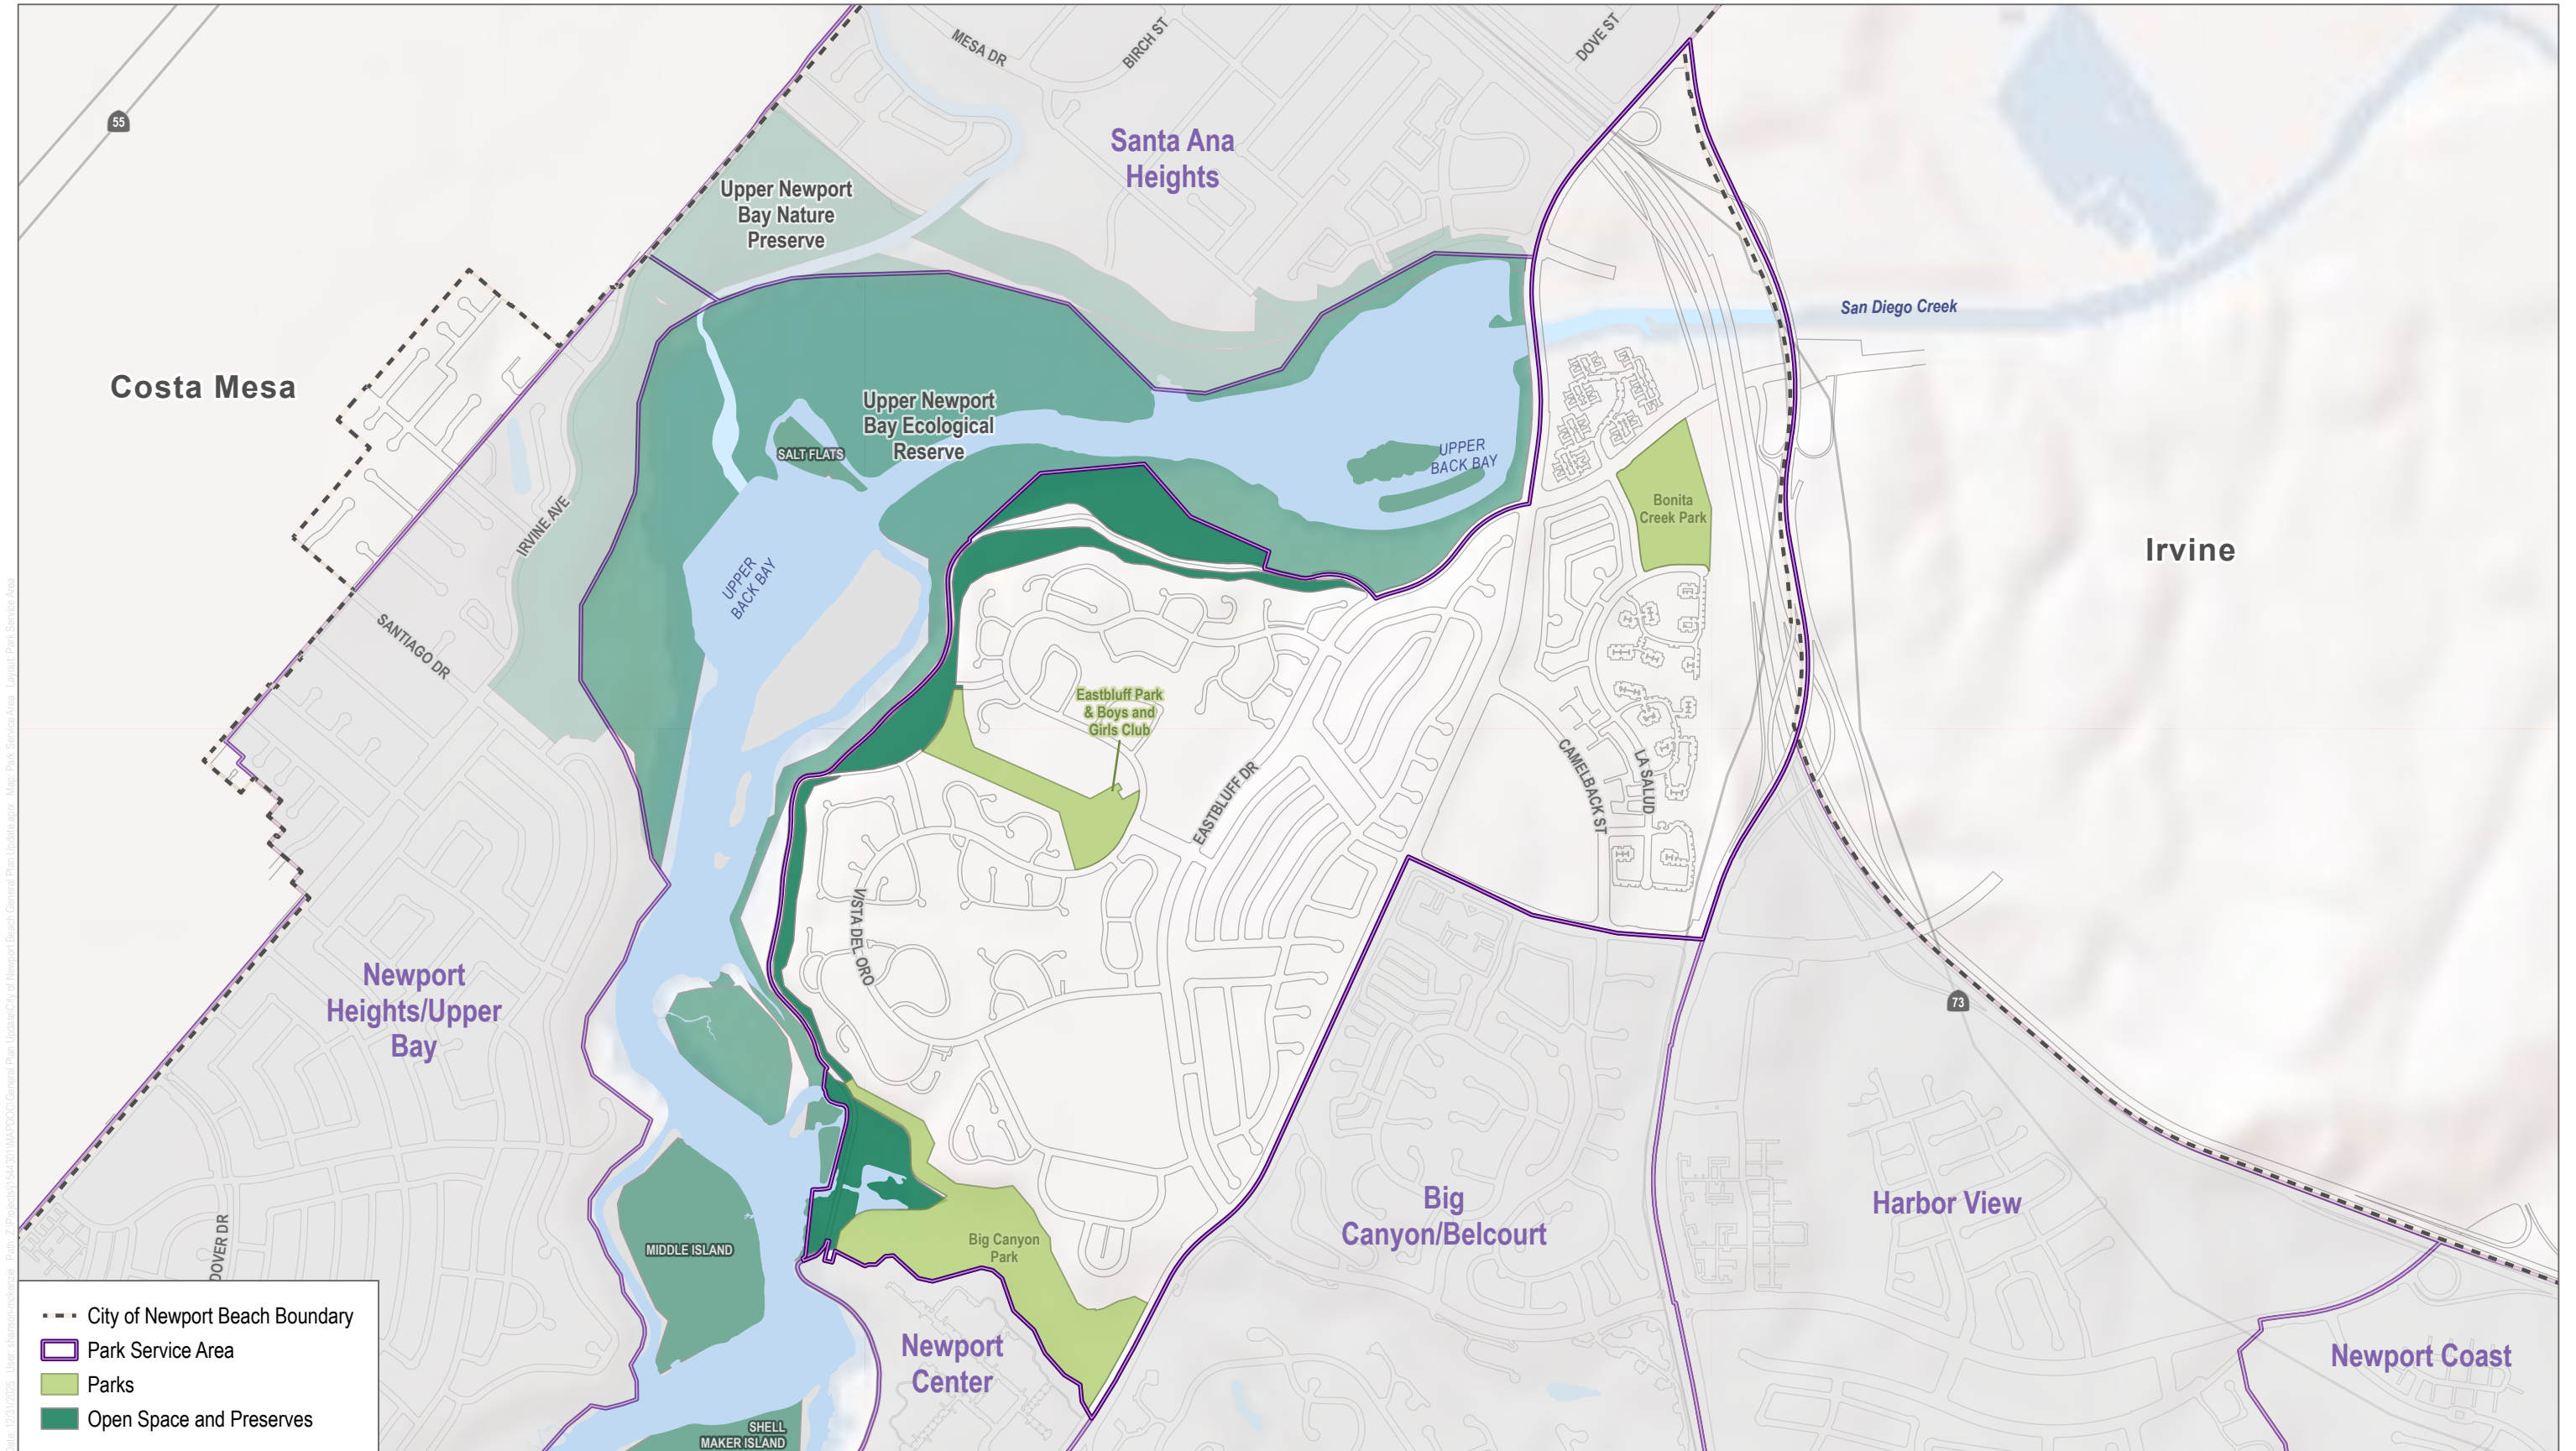 MESA DR
BIRCH ST
DOVE ST
55
Santa Ana
Heights
Upper Newport
Bay Nature
Preserve
San Diego Creek
Costa Mesa
Upper Newport
Bay Ecological
Reserve
SALT FLATS
UPPER
BACK BAY
Bonita
Creek Park
IRVINE AVE
Irvine
UPPER
BACK BAY
SANTIAGO DR
Eastbluff Park
& Boys and
Girls Club
EASTBLUFF DR
CAMELBACK ST
LA SALUD
VISTA DEL ORO
Newport
Heights/Upper
Bay
73
Big
Canyon/Belcourt
Harbor View
DOVER DR
MIDDLE ISLAND
Big Canyon
Park
Newport
Center
Newport Coast
SHELL
MAKER ISLAND
City of Newport Beach Boundary
Park Service Area
Parks
Open Space and Preserves